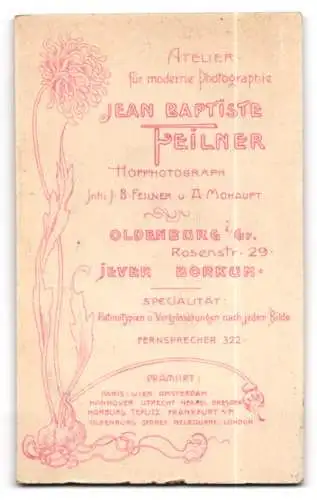 ATELIER
für moderne Photographie
JEAN BAPTISTE
FEILNER
HOFPHOTOGRAPH
Inh: J. B. FEILNER u. A. MOHAUPT
OLDENBURG i/Gr.
Rosenstr. 29.
JEVER BORKUM.
SPECIALITÄT:
Platinotypien u. Vergrösserungen nach jedem Bilde
FERNSPRECHER 322.
PRÄMIIRT:
PARIS WIEN AMSTERDAM
HANNOVER UTRECHT NEAPEL DRESDEN
HAMBURG TEPLITZ FRANKFURT A/M
OLDENBURG SYDNEY MELBOURNE LONDON